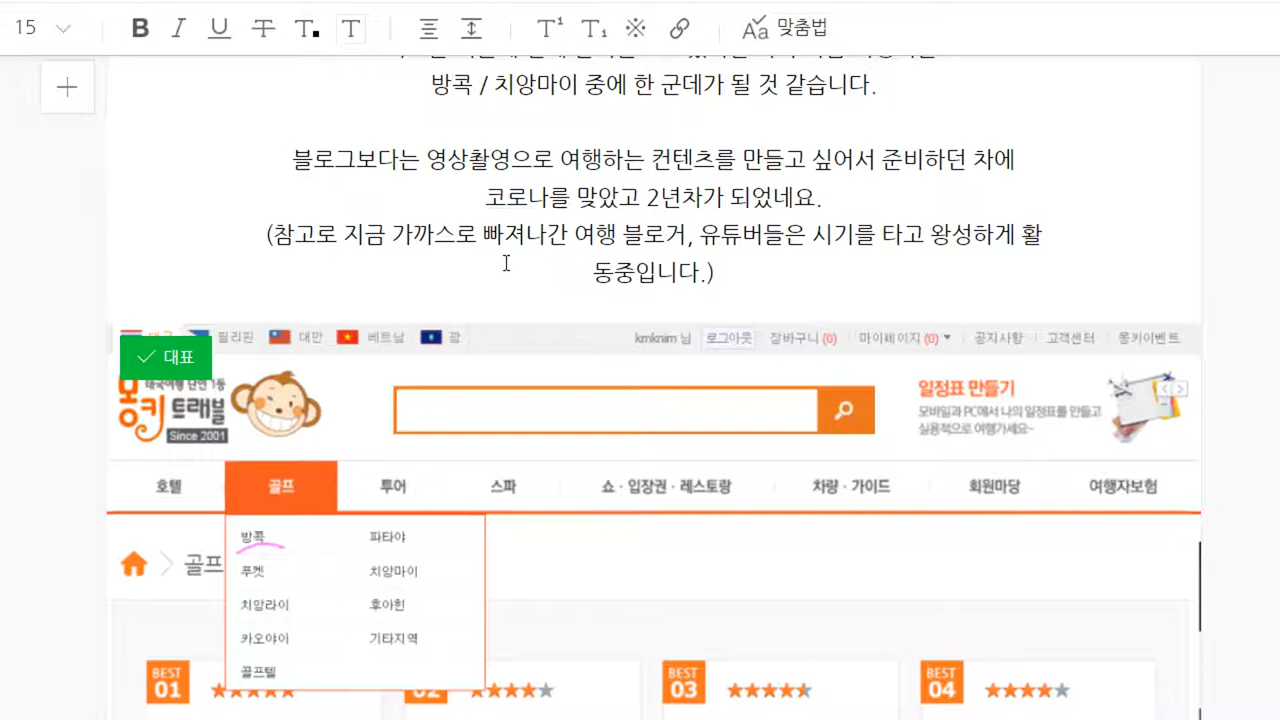 15 B I U T T. T T¹ T₁ ※ Aá 맞춤법
방콕 / 치앙마이 중에 한 군데가 될 것 같습니다.
블로그보다는 영상촬영으로 여행하는 컨텐츠를 만들고 싶어서 준비하던 차에
코로나를 맞았고 2년차가 되었네요.
(참고로 지금 가까스로 빠져나간 여행 블로거, 유튜버들은 시기를 타고 왕성하게 활
동중입니다.)
필리핀 대만 베트남 괌 kmknim 님 로그아웃 장바구니 (0) 마이페이지 (0) 공지사항 고객센터 몽키이벤트
대표
태국여행 단연 1등
몽키 트래블
Since 2001
일정표 만들기
모바일과 PC에서 나의 일정표를 만들고
실용적으로 여행가세요~
호텔 골프 투어 스파 쇼 · 입장권 · 레스토랑 차량 · 가이드 회원마당 여행자보험
방콕 파타야
골프
푸켓 치앙마이
치앙라이 후아힌
카오야이 기타지역
골프텔
BEST 01
02
BEST 03
BEST 04